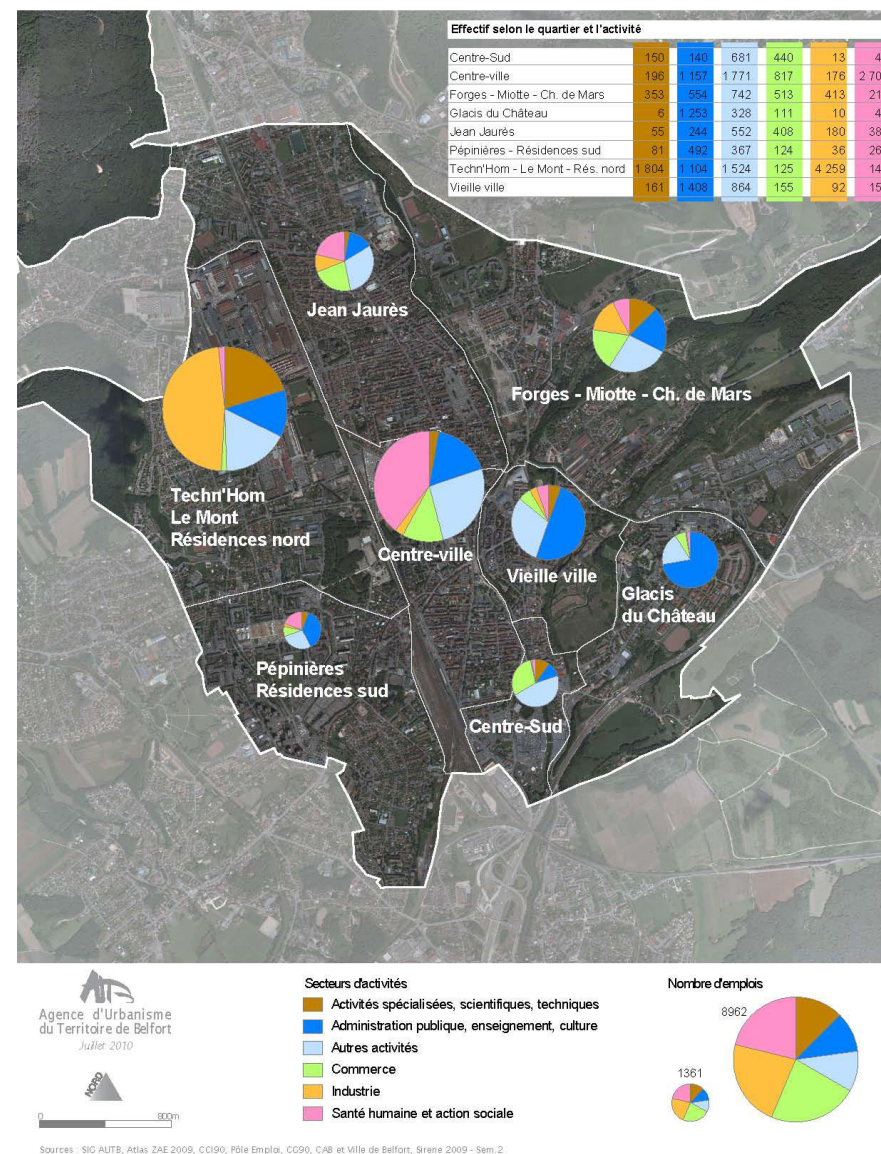 Effectif selon le quartier et l'activité
Centre-Sud 150 140 681 440 13 4
Centre-ville 196 1 157 1 771 817 176 2 70
Forges - Miotte - Ch. de Mars 353 554 742 513 413 21
Glacis du Château 6 1 253 328 111 10 4
Jean Jaurès 55 244 552 408 180 38
Pépinières - Résidences sud 81 492 367 124 36 26
Techn'Hom - Le Mont - Rés. nord 1 804 1 104 1 524 125 4 259 14
Vieille ville 161 1 408 864 155 92 15
Jean Jaurès
Forges - Miotte - Ch. de Mars
Techn'Hom
Le Mont
Résidences nord
Centre-ville
Vieille ville
Glacis
du Château
Pépinières
Résidences sud
Centre-Sud
Agence d'Urbanisme
du Territoire de Belfort
Juillet 2010
NORD
0 800m
Secteurs d'activités
Activités spécialisées, scientifiques, techniques
Administration publique, enseignement, culture
Autres activités
Commerce
Industrie
Santé humaine et action sociale
Nombre d'emplois
8962
1361
Sources : SIG AUTB, Atlas ZAE 2009, CCI90, Pôle Emploi, CG90, CAB et Ville de Belfort, Sirene 2009 - Sem.2